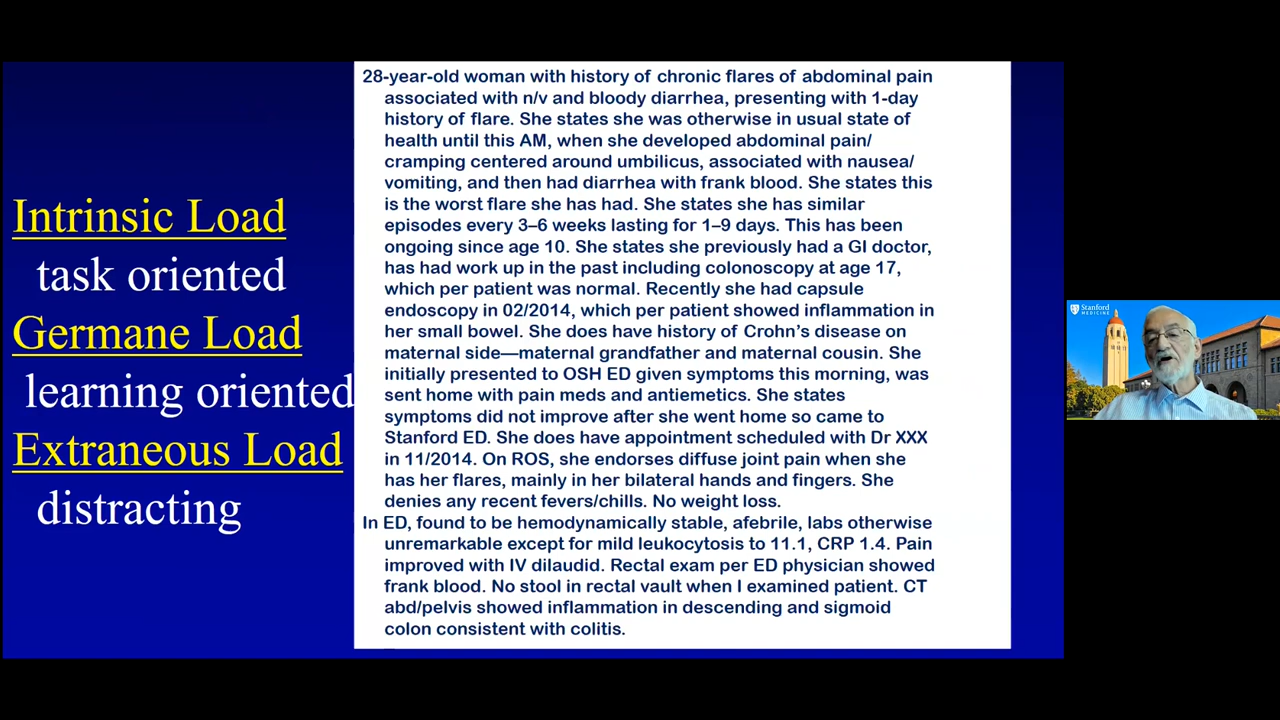 Intrinsic Load
task oriented
Germane Load
learning oriented
Extraneous Load
distracting
28-year-old woman with history of chronic flares of abdominal pain
associated with n/v and bloody diarrhea, presenting with 1-day
history of flare. She states she was otherwise in usual state of
health until this AM, when she developed abdominal pain/
cramping centered around umbilicus, associated with nausea/
vomiting, and then had diarrhea with frank blood. She states this
is the worst flare she has had. She states she has similar
episodes every 3–6 weeks lasting for 1–9 days. This has been
ongoing since age 10. She states she previously had a GI doctor,
has had work up in the past including colonoscopy at age 17,
which per patient was normal. Recently she had capsule
endoscopy in 02/2014, which per patient showed inflammation in
her small bowel. She does have history of Crohn's disease on
maternal side—maternal grandfather and maternal cousin. She
initially presented to OSH ED given symptoms this morning, was
sent home with pain meds and antiemetics. She states
symptoms did not improve after she went home so came to
Stanford ED. She does have appointment scheduled with Dr XXX
in 11/2014. On ROS, she endorses diffuse joint pain when she
has her flares, mainly in her bilateral hands and fingers. She
denies any recent fevers/chills. No weight loss.
In ED, found to be hemodynamically stable, afebrile, labs otherwise
unremarkable except for mild leukocytosis to 11.1, CRP 1.4. Pain
improved with IV dilaudid. Rectal exam per ED physician showed
frank blood. No stool in rectal vault when I examined patient. CT
abd/pelvis showed inflammation in descending and sigmoid
colon consistent with colitis.
Stanford
MEDICINE